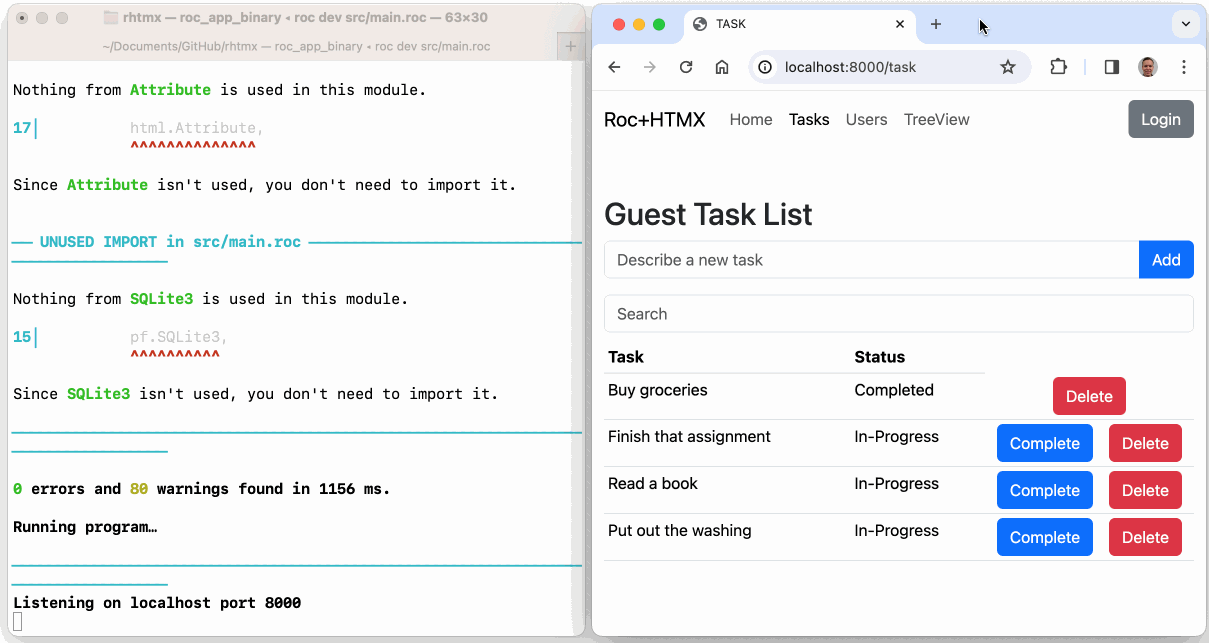 rhtmx — roc_app_binary ◂ roc dev src/main.roc — 63×30
~/Documents/GitHub/rhtmx — roc_app_binary ◂ roc dev src/main.roc
Nothing from Attribute is used in this module.
17│ html.Attribute,
^^^^^^^^^^^^^^
Since Attribute isn't used, you don't need to import it.
── UNUSED IMPORT in src/main.roc ──────────────────────────────
─────────────────
Nothing from SQLite3 is used in this module.
15│ pf.SQLite3,
^^^^^^^^^^
Since SQLite3 isn't used, you don't need to import it.
0 errors and 80 warnings found in 1156 ms.
Running program…
Listening on localhost port 8000
TASK
localhost:8000/task
Roc+HTMX Home Tasks Users TreeView Login
Guest Task List
Describe a new task Add
Search
Task Status
Buy groceries Completed Delete
Finish that assignment In-Progress Complete Delete
Read a book In-Progress Complete Delete
Put out the washing In-Progress Complete Delete